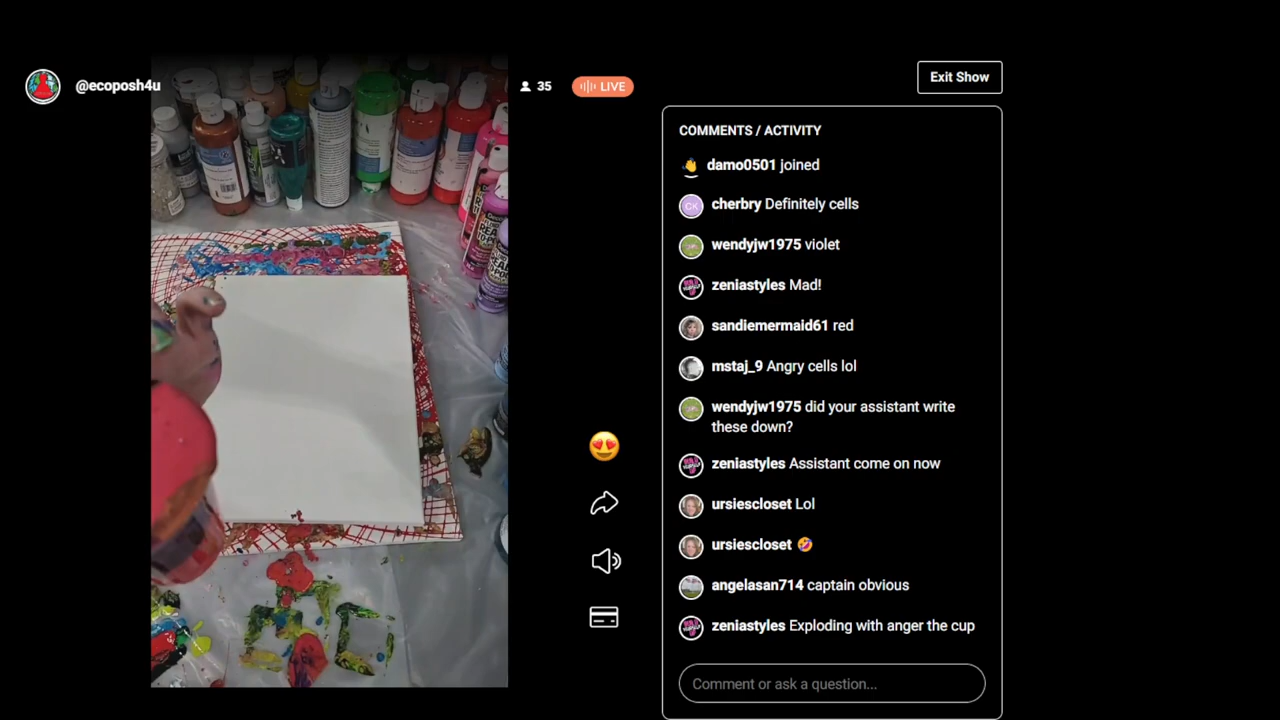 @ecoposh4u
35
LIVE
Exit Show
COMMENTS / ACTIVITY
damo0501 joined
CK
cherbry Definitely cells
wendyjw1975 violet
zeniastyles Mad!
sandiemermaid61 red
mstaj_9 Angry cells lol
wendyjw1975 did your assistant write
these down?
zeniastyles Assistant come on now
ursiescloset Lol
ursiescloset 🤣
angelasan714 captain obvious
zeniastyles Exploding with anger the cup
Comment or ask a question...